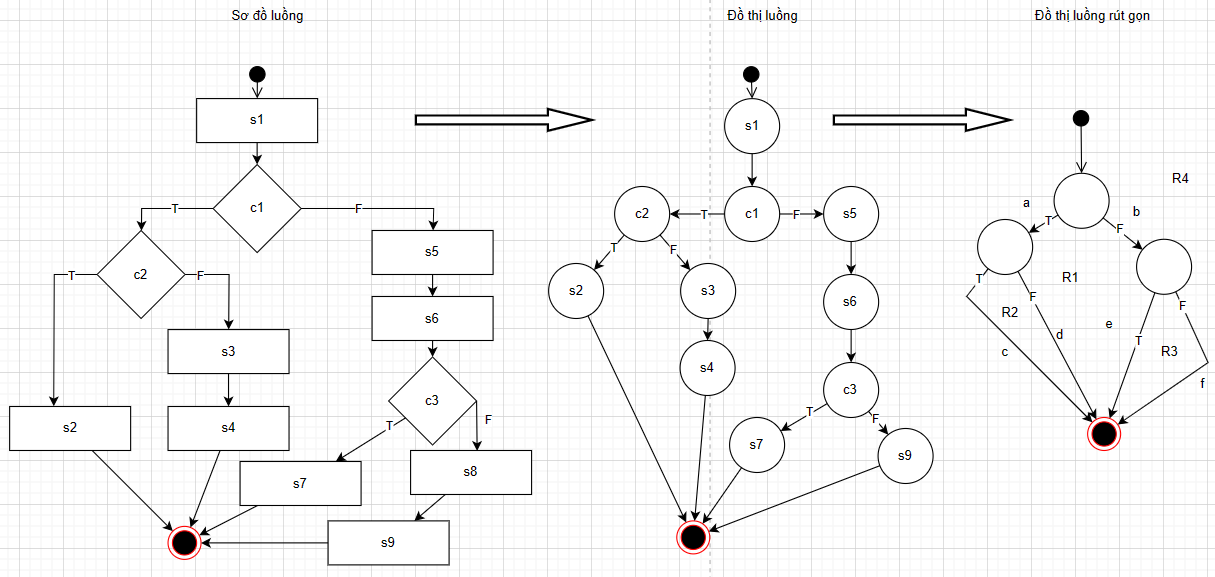 Sơ đồ luồng
Đồ thị luồng
Đồ thị luồng rút gọn
s1
c1
T
F
c2
T
F
s5
s6
s3
c3
T
F
s2
s4
s7
s8
s9
s1
c2
T
c1
F
s5
T
F
s2
s3
s6
s4
c3
T
F
s7
s9
R4
a
T
b
F
T
F
R1
R2
F
e
d
T
c
R3
f